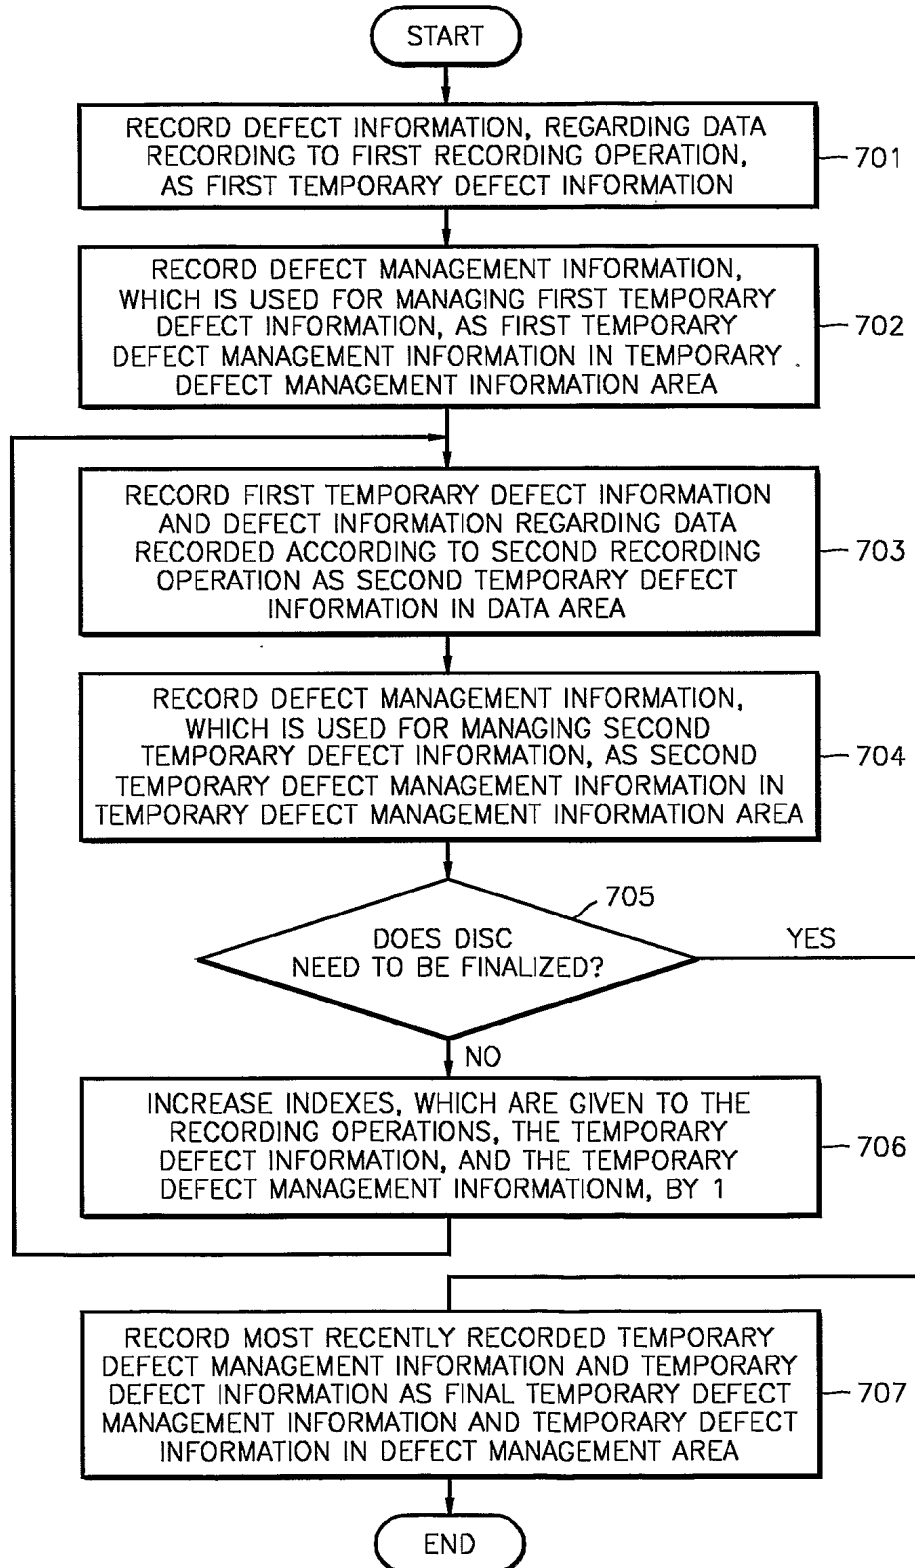 START
RECORD DEFECT INFORMATION, REGARDING DATA
RECORDING TO FIRST RECORDING OPERATION,
AS FIRST TEMPORARY DEFECT INFORMATION
701
RECORD DEFECT MANAGEMENT INFORMATION,
WHICH IS USED FOR MANAGING FIRST TEMPORARY
DEFECT INFORMATION, AS FIRST TEMPORARY
DEFECT MANAGEMENT INFORMATION IN TEMPORARY
DEFECT MANAGEMENT INFORMATION AREA
702
RECORD FIRST TEMPORARY DEFECT INFORMATION
AND DEFECT INFORMATION REGARDING DATA
RECORDED ACCORDING TO SECOND RECORDING
OPERATION AS SECOND TEMPORARY DEFECT
INFORMATION IN DATA AREA
703
RECORD DEFECT MANAGEMENT INFORMATION,
WHICH IS USED FOR MANAGING SECOND
TEMPORARY DEFECT INFORMATION, AS SECOND
TEMPORARY DEFECT MANAGEMENT INFORMATION IN
TEMPORARY DEFECT MANAGEMENT INFORMATION AREA
704
705
DOES DISC
NEED TO BE FINALIZED?
YES
NO
INCREASE INDEXES, WHICH ARE GIVEN TO THE
RECORDING OPERATIONS, THE TEMPORARY
DEFECT INFORMATION, AND THE TEMPORARY
DEFECT MANAGEMENT INFORMATIONM, BY 1
706
RECORD MOST RECENTLY RECORDED TEMPORARY
DEFECT MANAGEMENT INFORMATION AND TEMPORARY
DEFECT INFORMATION AS FINAL TEMPORARY DEFECT
MANAGEMENT INFORMATION AND TEMPORARY DEFECT
INFORMATION IN DEFECT MANAGEMENT AREA
707
END